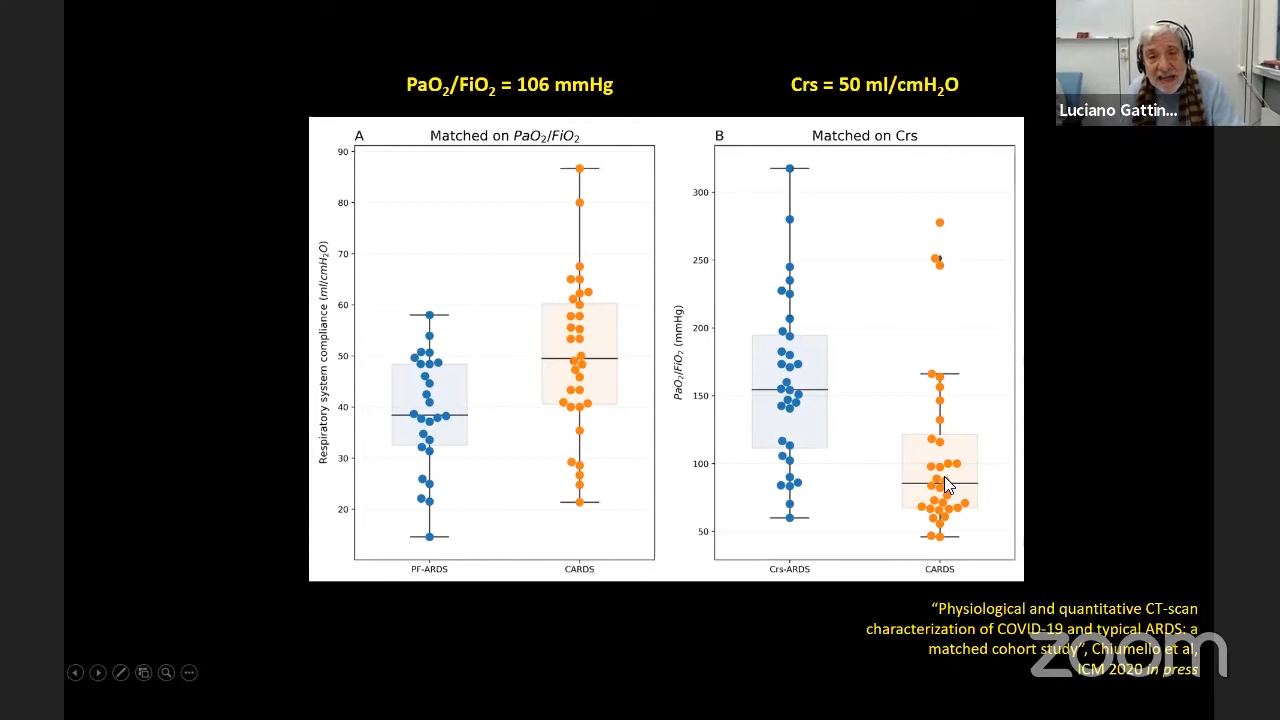 PaO₂/FiO₂ = 106 mmHg
Crs = 50 ml/cmH₂O
Luciano Gattin...
A
Matched on PaO₂/FiO₂
90
80
70
60
50
40
30
20
Respiratory system compliance (ml/cmH₂O)
PF-ARDS
CARDS
B
Matched on Crs
300
250
200
150
100
50
PaO₂/FiO₂ (mmHg)
Crs-ARDS
CARDS
“Physiological and quantitative CT-scan
characterization of COVID-19 and typical ARDS: a
matched cohort study”, Chiumello et al,
ICM 2020 in press
zoom